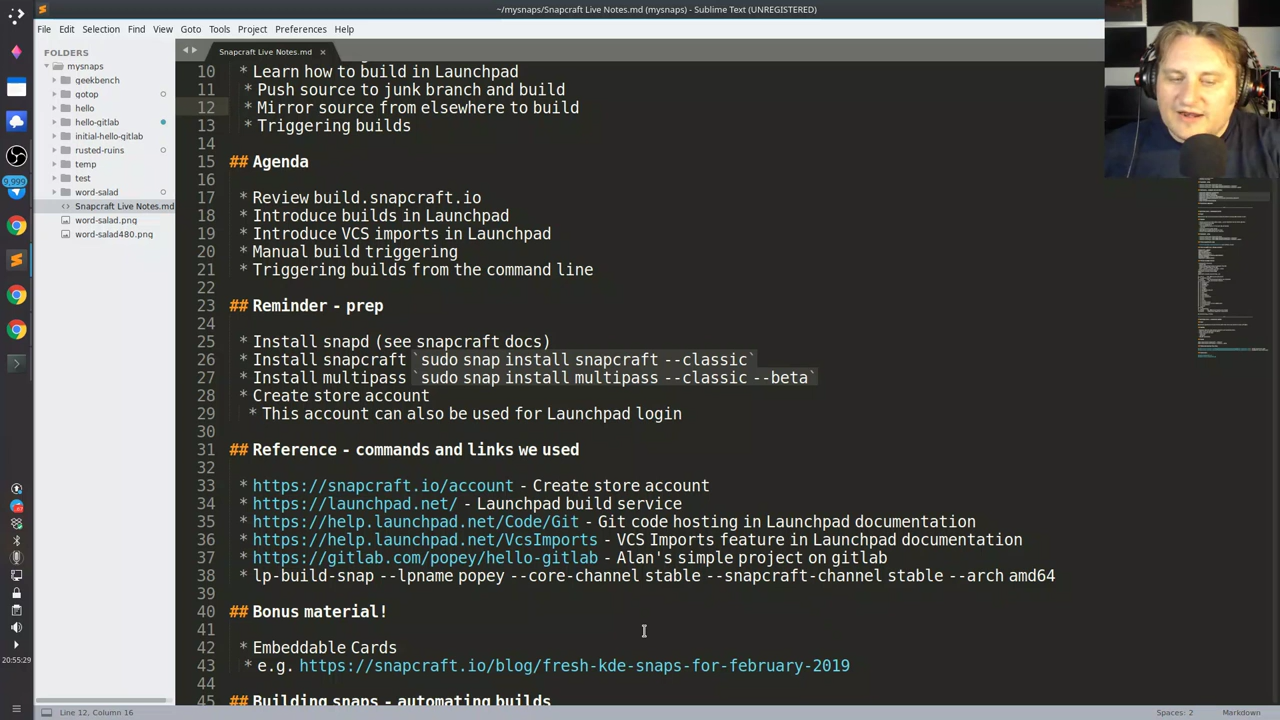 ~/mysnaps/Snapcraft Live Notes.md (mysnaps) - Sublime Text (UNREGISTERED)
File Edit Selection Find View Goto Tools Project Preferences Help
FOLDERS
mysnaps
geekbench
gotop
hello
hello-gitlab
initial-hello-gitlab
rusted-ruins
temp
test
word-salad
Snapcraft Live Notes.md
word-salad.png
word-salad480.png
9.999
20:55:29
Snapcraft Live Notes.md ×
10 * Learn how to build in Launchpad
11 * Push source to junk branch and build
12 * Mirror source from elsewhere to build
13 * Triggering builds
14
15 ## Agenda
16
17 * Review build.snapcraft.io
18 * Introduce builds in Launchpad
19 * Introduce VCS imports in Launchpad
20 * Manual build triggering
21 * Triggering builds from the command line
22
23 ## Reminder - prep
24
25 * Install snapd (see snapcraft docs)
26 * Install snapcraft `sudo snap install snapcraft --classic`
27 * Install multipass `sudo snap install multipass --classic --beta`
28 * Create store account
29 * This account can also be used for Launchpad login
30
31 ## Reference - commands and links we used
32
33 * https://snapcraft.io/account - Create store account
34 * https://launchpad.net/ - Launchpad build service
35 * https://help.launchpad.net/Code/Git - Git code hosting in Launchpad documentation
36 * https://help.launchpad.net/VcsImports - VCS Imports feature in Launchpad documentation
37 * https://gitlab.com/popey/hello-gitlab - Alan's simple project on gitlab
38 * lp-build-snap --lpname popey --core-channel stable --snapcraft-channel stable --arch amd64
39
40 ## Bonus material!
41
42 * Embeddable Cards
43 * e.g. https://snapcraft.io/blog/fresh-kde-snaps-for-february-2019
44
45 ## Building snaps - automating builds
Line 12, Column 16
Spaces: 2
Markdown